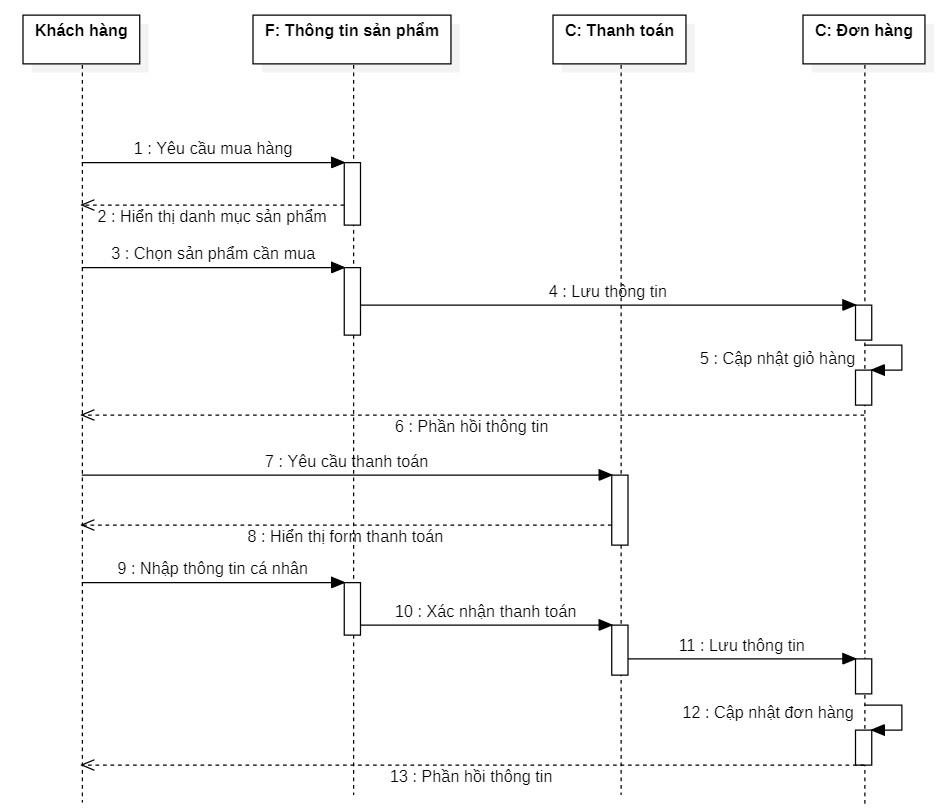 Khách hàng
F: Thông tin sản phẩm
C: Thanh toán
C: Đơn hàng
1 : Yêu cầu mua hàng
2 : Hiển thị danh mục sản phẩm
3 : Chọn sản phẩm cần mua
4 : Lưu thông tin
5 : Cập nhật giỏ hàng
6 : Phần hồi thông tin
7 : Yêu cầu thanh toán
8 : Hiển thị form thanh toán
9 : Nhập thông tin cá nhân
10 : Xác nhận thanh toán
11 : Lưu thông tin
12 : Cập nhật đơn hàng
13 : Phần hồi thông tin